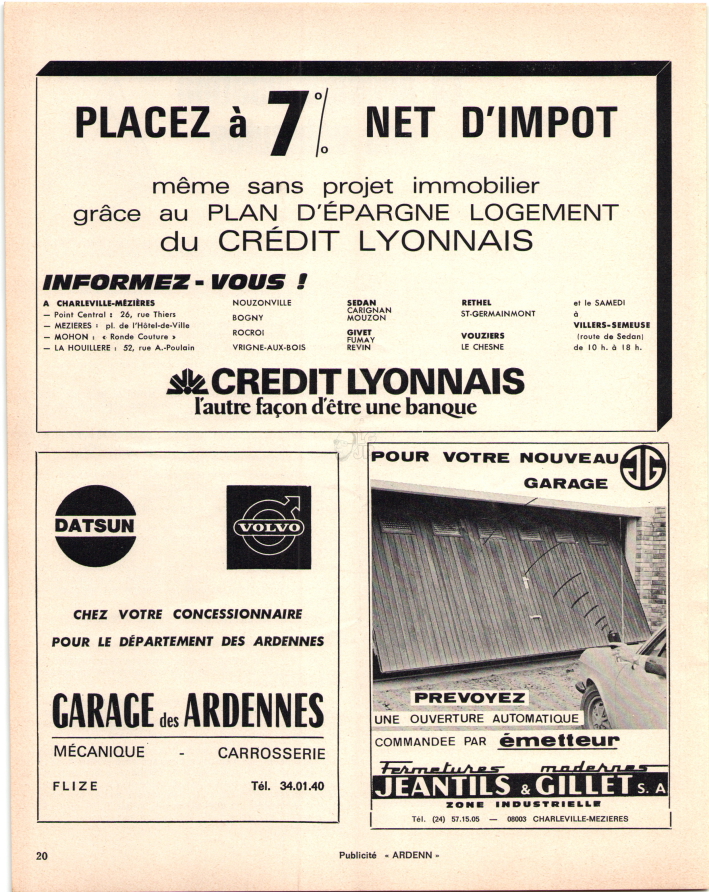 PLACEZ à 7% NET D'IMPOT
même sans projet immobilier
grâce au PLAN D'ÉPARGNE LOGEMENT
du CRÉDIT LYONNAIS
INFORMEZ-VOUS !
A CHARLEVILLE-MÉZIÈRES
— Point Central : 26, rue Thiers
— MEZIERES : pl. de l'Hôtel-de-Ville
— MOHON : « Ronde Couture »
— LA HOUILLERE : 52, rue A.-Poulain
NOUZONVILLE
BOGNY
ROCROI
VRIGNE-AUX-BOIS
SEDAN
CARIGNAN
MOUZON
GIVET
FUMAY
REVIN
RETHEL
ST-GERMAINMONT
VOUZIERS
LE CHESNE
et le SAMEDI
à
VILLERS-SEMEUSE
(route de Sedan)
de 10 h. à 18 h.
CREDIT LYONNAIS
l'autre façon d'être une banque
DATSUN
VOLVO
CHEZ VOTRE CONCESSIONNAIRE
POUR LE DÉPARTEMENT DES ARDENNES
GARAGE des ARDENNES
MÉCANIQUE - CARROSSERIE
FLIZE Tél. 34.01.40
POUR VOTRE NOUVEAU
GARAGE
JG
PREVOYEZ
UNE OUVERTURE AUTOMATIQUE
COMMANDEE PAR émetteur
Fermetures modernes
JEANTILS & GILLET S. A
ZONE INDUSTRIELLE
Tél. (24) 57.15.05 — 08003 CHARLEVILLE-MEZIERES
20
Publicité « ARDENN »